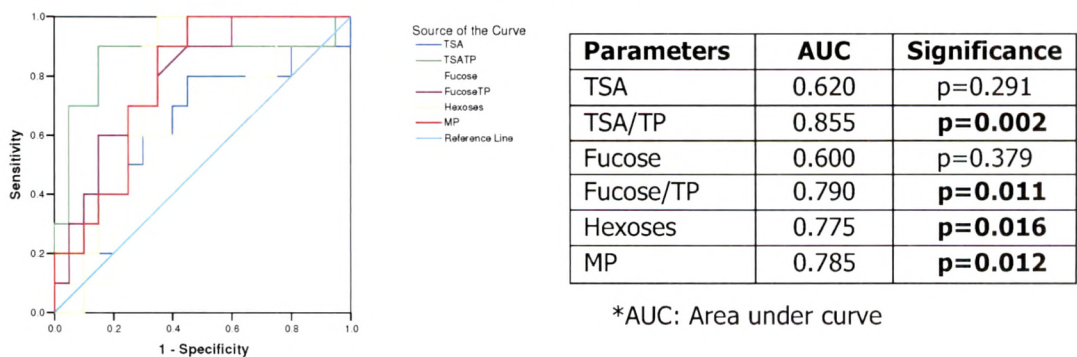 1.0
0.8
0.6
0.4
0.2
0.0
Sensitivity
0.0 0.2 0.4 0.6 0.8 1.0
1 - Specificity
Source of the Curve
TSA
TSATP
Fucose
FucoseTP
Hexoses
MP
Reference Line
Parameters AUC Significance
TSA 0.620 p=0.291
TSA/TP 0.855 p=0.002
Fucose 0.600 p=0.379
Fucose/TP 0.790 p=0.011
Hexoses 0.775 p=0.016
MP 0.785 p=0.012
*AUC: Area under curve